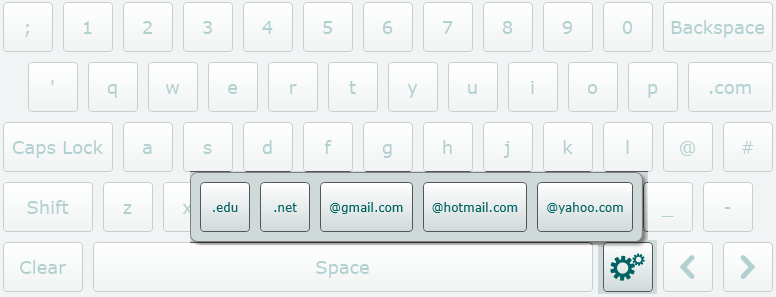 ; 1 2 3 4 5 6 7 8 9 0 Backspace
' q w e r t y u i o p .com
Caps Lock a s d f g h j k l @ #
Shift z x _ -
.edu .net @gmail.com @hotmail.com @yahoo.com
Clear Space